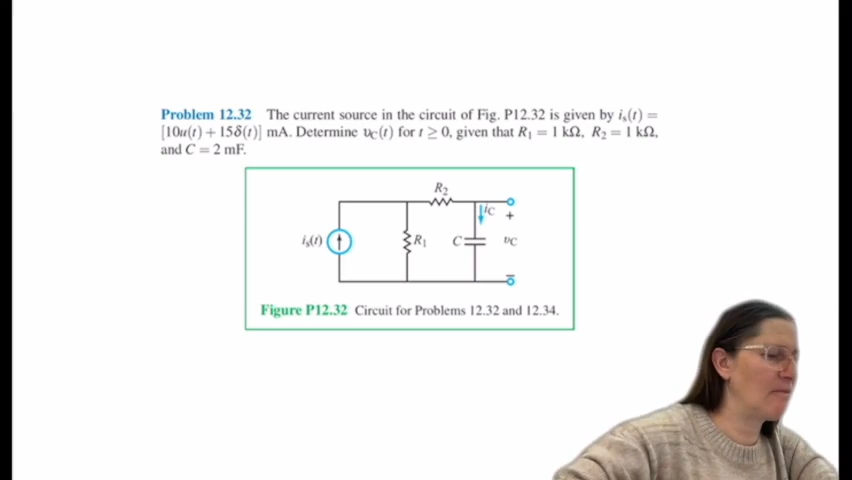 Problem 12.32 The current source in the circuit of Fig. P12.32 is given by iₛ(t) =
[10u(t) + 15δ(t)] mA. Determine υC(t) for t ≥ 0, given that R₁ = 1 kΩ, R₂ = 1 kΩ,
and C = 2 mF.
R₂
iC
+
iₛ(t)
R₁
C
υC
−
Figure P12.32 Circuit for Problems 12.32 and 12.34.